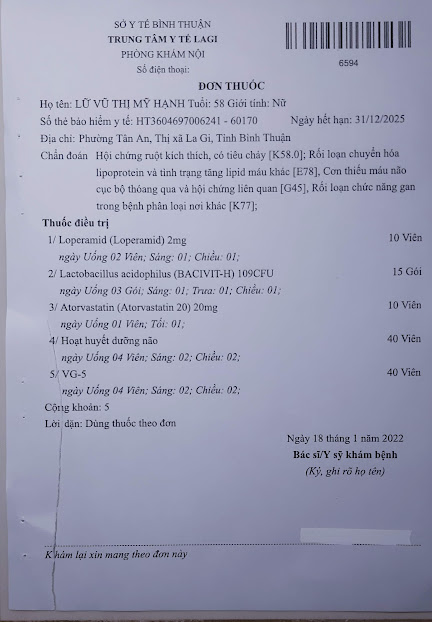 SỞ Y TẾ BÌNH THUẬN
TRUNG TÂM Y TẾ LAGI
PHÒNG KHÁM NỘI
Số điện thoại:
6594
ĐƠN THUỐC
Họ tên: LỮ VŨ THỊ MỸ HẠNH Tuổi: 58 Giới tính: Nữ
Số thẻ bảo hiểm y tế: HT3604697006241 - 60170 Ngày hết hạn: 31/12/2025
Địa chỉ: Phường Tân An, Thị xã La Gi, Tỉnh Bình Thuận
Chẩn đoán Hội chứng ruột kích thích, có tiêu chảy [K58.0]; Rối loạn chuyển hóa
lipoprotein và tình trạng tăng lipid máu khác [E78], Cơn thiếu máu não
cục bộ thoáng qua và hội chứng liên quan [G45], Rối loạn chức năng gan
trong bệnh phân loại nơi khác [K77];
Thuốc điều trị
1/ Loperamid (Loperamid) 2mg 10 Viên
ngày Uống 02 Viên; Sáng: 01; Chiều: 01;
2/ Lactobacillus acidophilus (BACIVIT-H) 109CFU 15 Gói
ngày Uống 03 Gói; Sáng: 01; Trưa: 01; Chiều: 01;
3/ Atorvastatin (Atorvastatin 20) 20mg 10 Viên
ngày Uống 01 Viên; Tối: 01;
4/ Hoạt huyết dưỡng não 40 Viên
ngày Uống 04 Viên; Sáng: 02; Chiều: 02;
5/ VG-5 40 Viên
ngày Uống 04 Viên; Sáng: 02; Chiều: 02;
Cộng khoản: 5
Lời dặn: Dùng thuốc theo đơn
Ngày 18 tháng 1 năm 2022
Bác sĩ/Y sỹ khám bệnh
(Ký, ghi rõ họ tên)
Khám lại xin mang theo đơn này